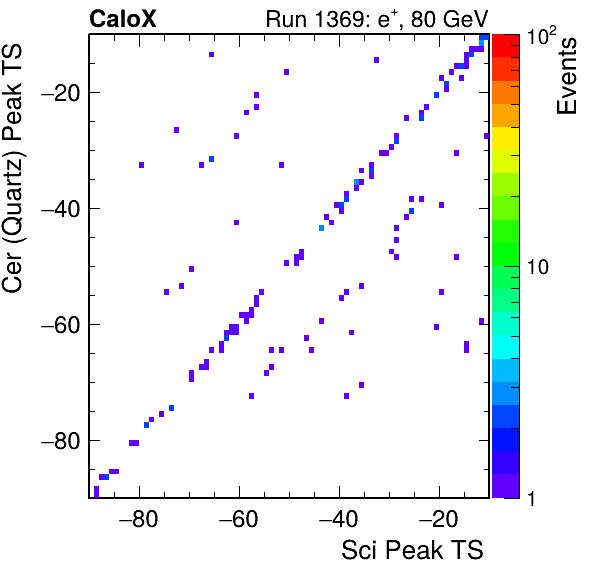 CaloX Run 1369: e⁺, 80 GeV
Cer (Quartz) Peak TS
−20
−40
−60
−80
−80 −60 −40 −20
Sci Peak TS
10²
10
1
Events